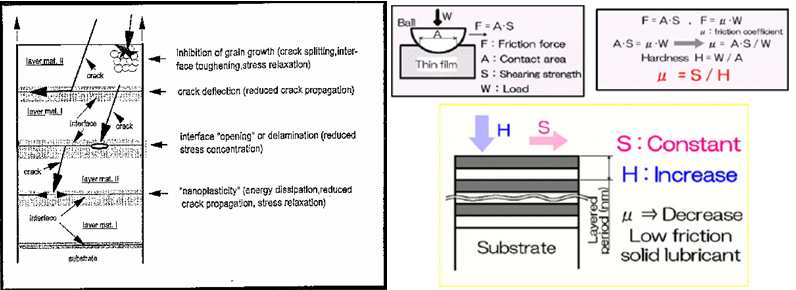 layer mat. II
crack
inhibition of grain growth (crack splitting,inter-
face toughening,stress relaxation)
crack deflection (reduced crack propagation)
layer mat. I
interface
crack
interface "opening" or delamination (reduced
stress concentration)
crack
layer mat. II
"nanoplasticity" (energy dissipation,reduced
crack propagation, stress relaxation)
interface
layer mat. I
substrate
Ball
W
A
F = A·S
Thin film
F : Friction force
A : Contact area
S : Shearing strength
W : Load
F = A·S , F = μ·W
μ : friction coefficient
A·S = μ·W μ = A·S / W
Hardness H = W / A
μ = S / H
H
S
S : Constant
H : Increase
Layered
period (nm)
μ ⇒ Decrease
Low friction
solid lubricant
Substrate